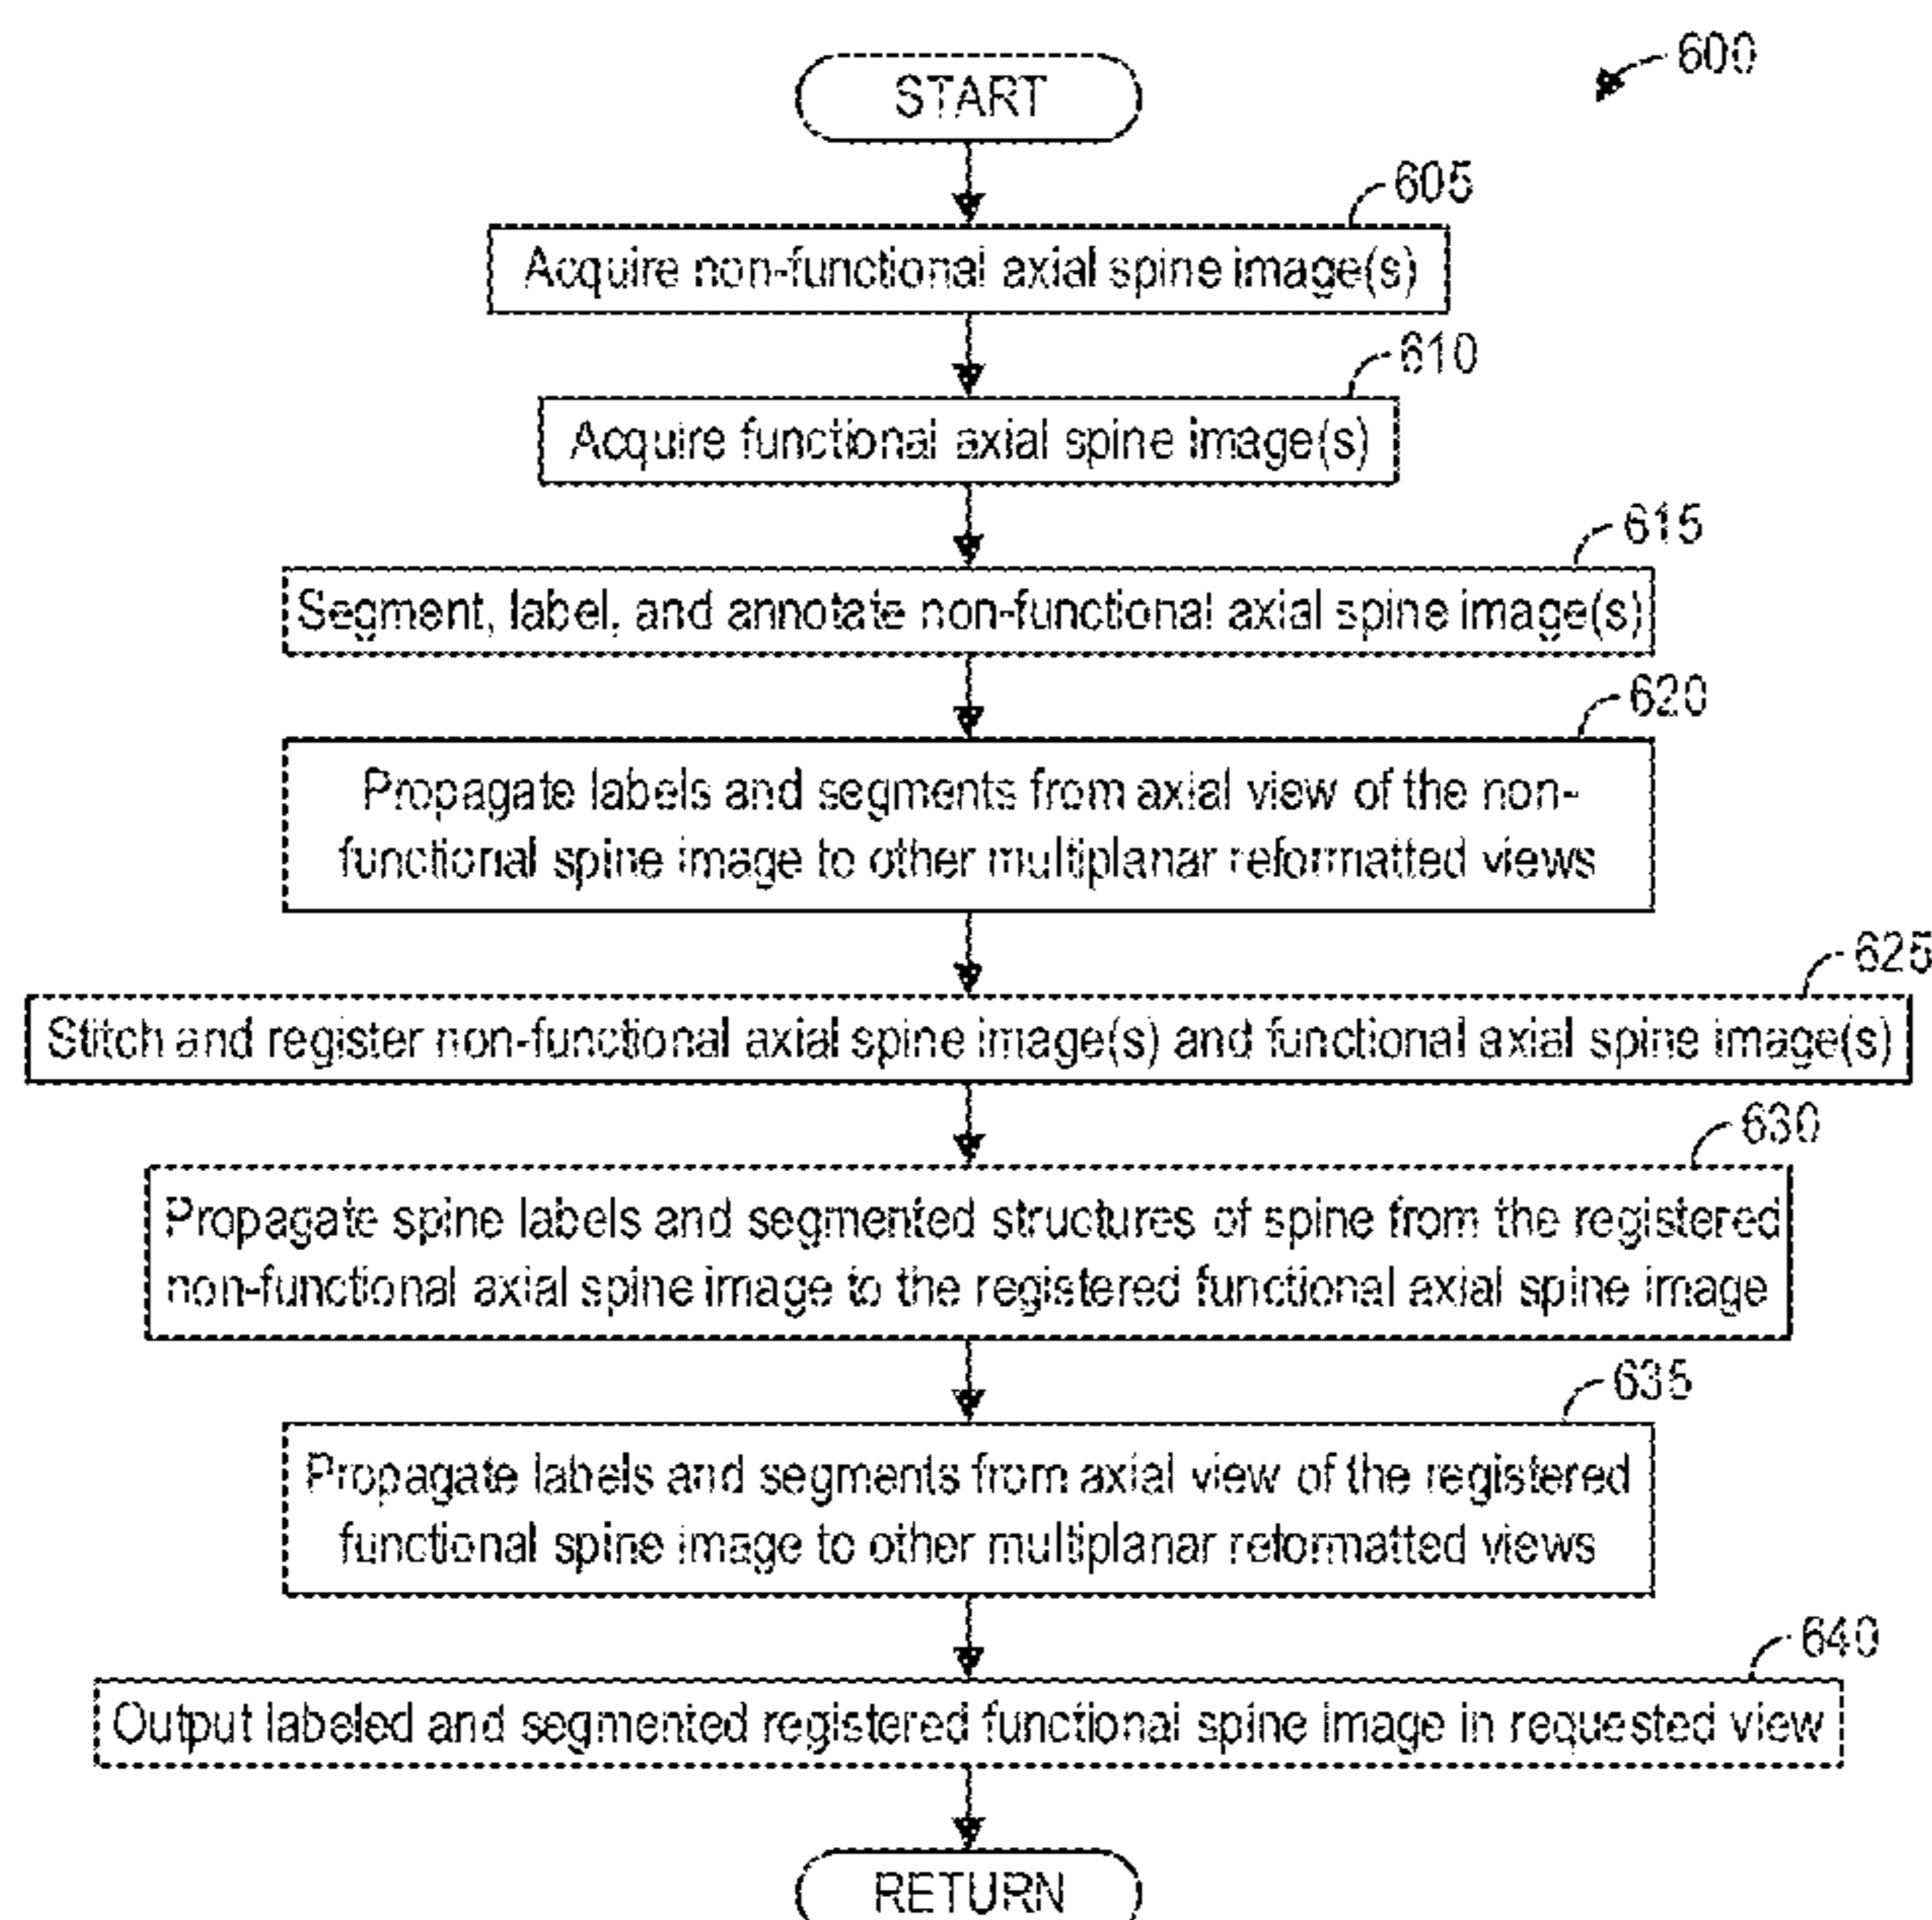 600
START
605
Acquire non-functional axial spine image(s)
610
Acquire functional axial spine image(s)
615
Segment, label, and annotate non-functional axial spine image(s)
620
Propagate labels and segments from axial view of the non-
functional spine image to other multiplanar reformatted views
625
Stitch and register non-functional axial spine image(s) and functional axial spine image(s)
630
Propagate spine labels and segmented structures of spine from the registered
non-functional axial spine image to the registered functional axial spine image
635
Propagate labels and segments from axial view of the registered
functional spine image to other multiplanar reformatted views
640
Output labeled and segmented registered functional spine image in requested view
RETURN